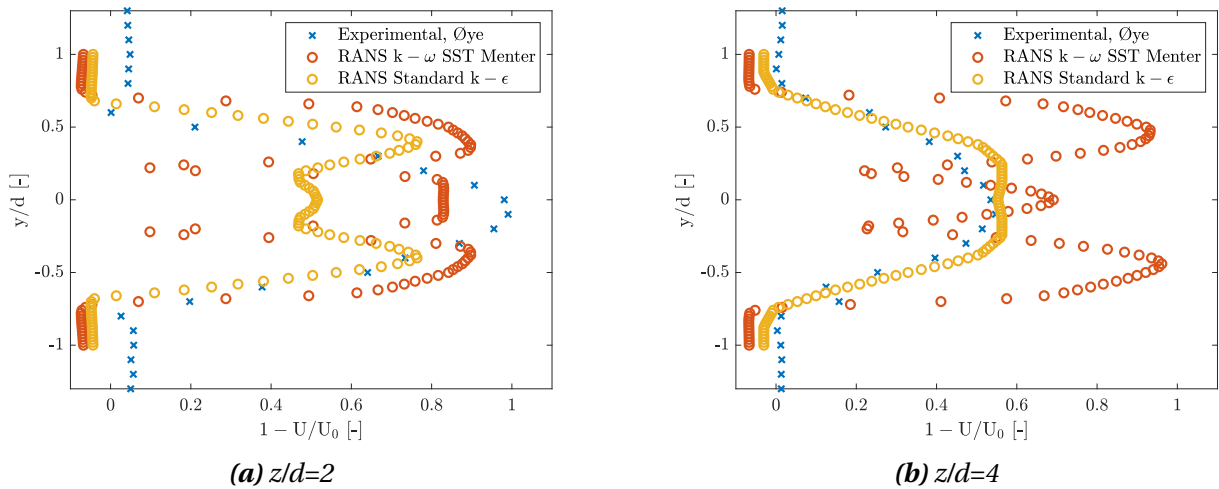 Experimental, Øye
RANS k − ω SST Menter
RANS Standard k − ϵ
1
0.5
0
-0.5
-1
y/d [-]
0
0.2
0.4
0.6
0.8
1
1 − U/U₀ [-]
(a) z/d=2
Experimental, Øye
RANS k − ω SST Menter
RANS Standard k − ϵ
1
0.5
0
-0.5
-1
y/d [-]
0
0.2
0.4
0.6
0.8
1
1 − U/U₀ [-]
(b) z/d=4